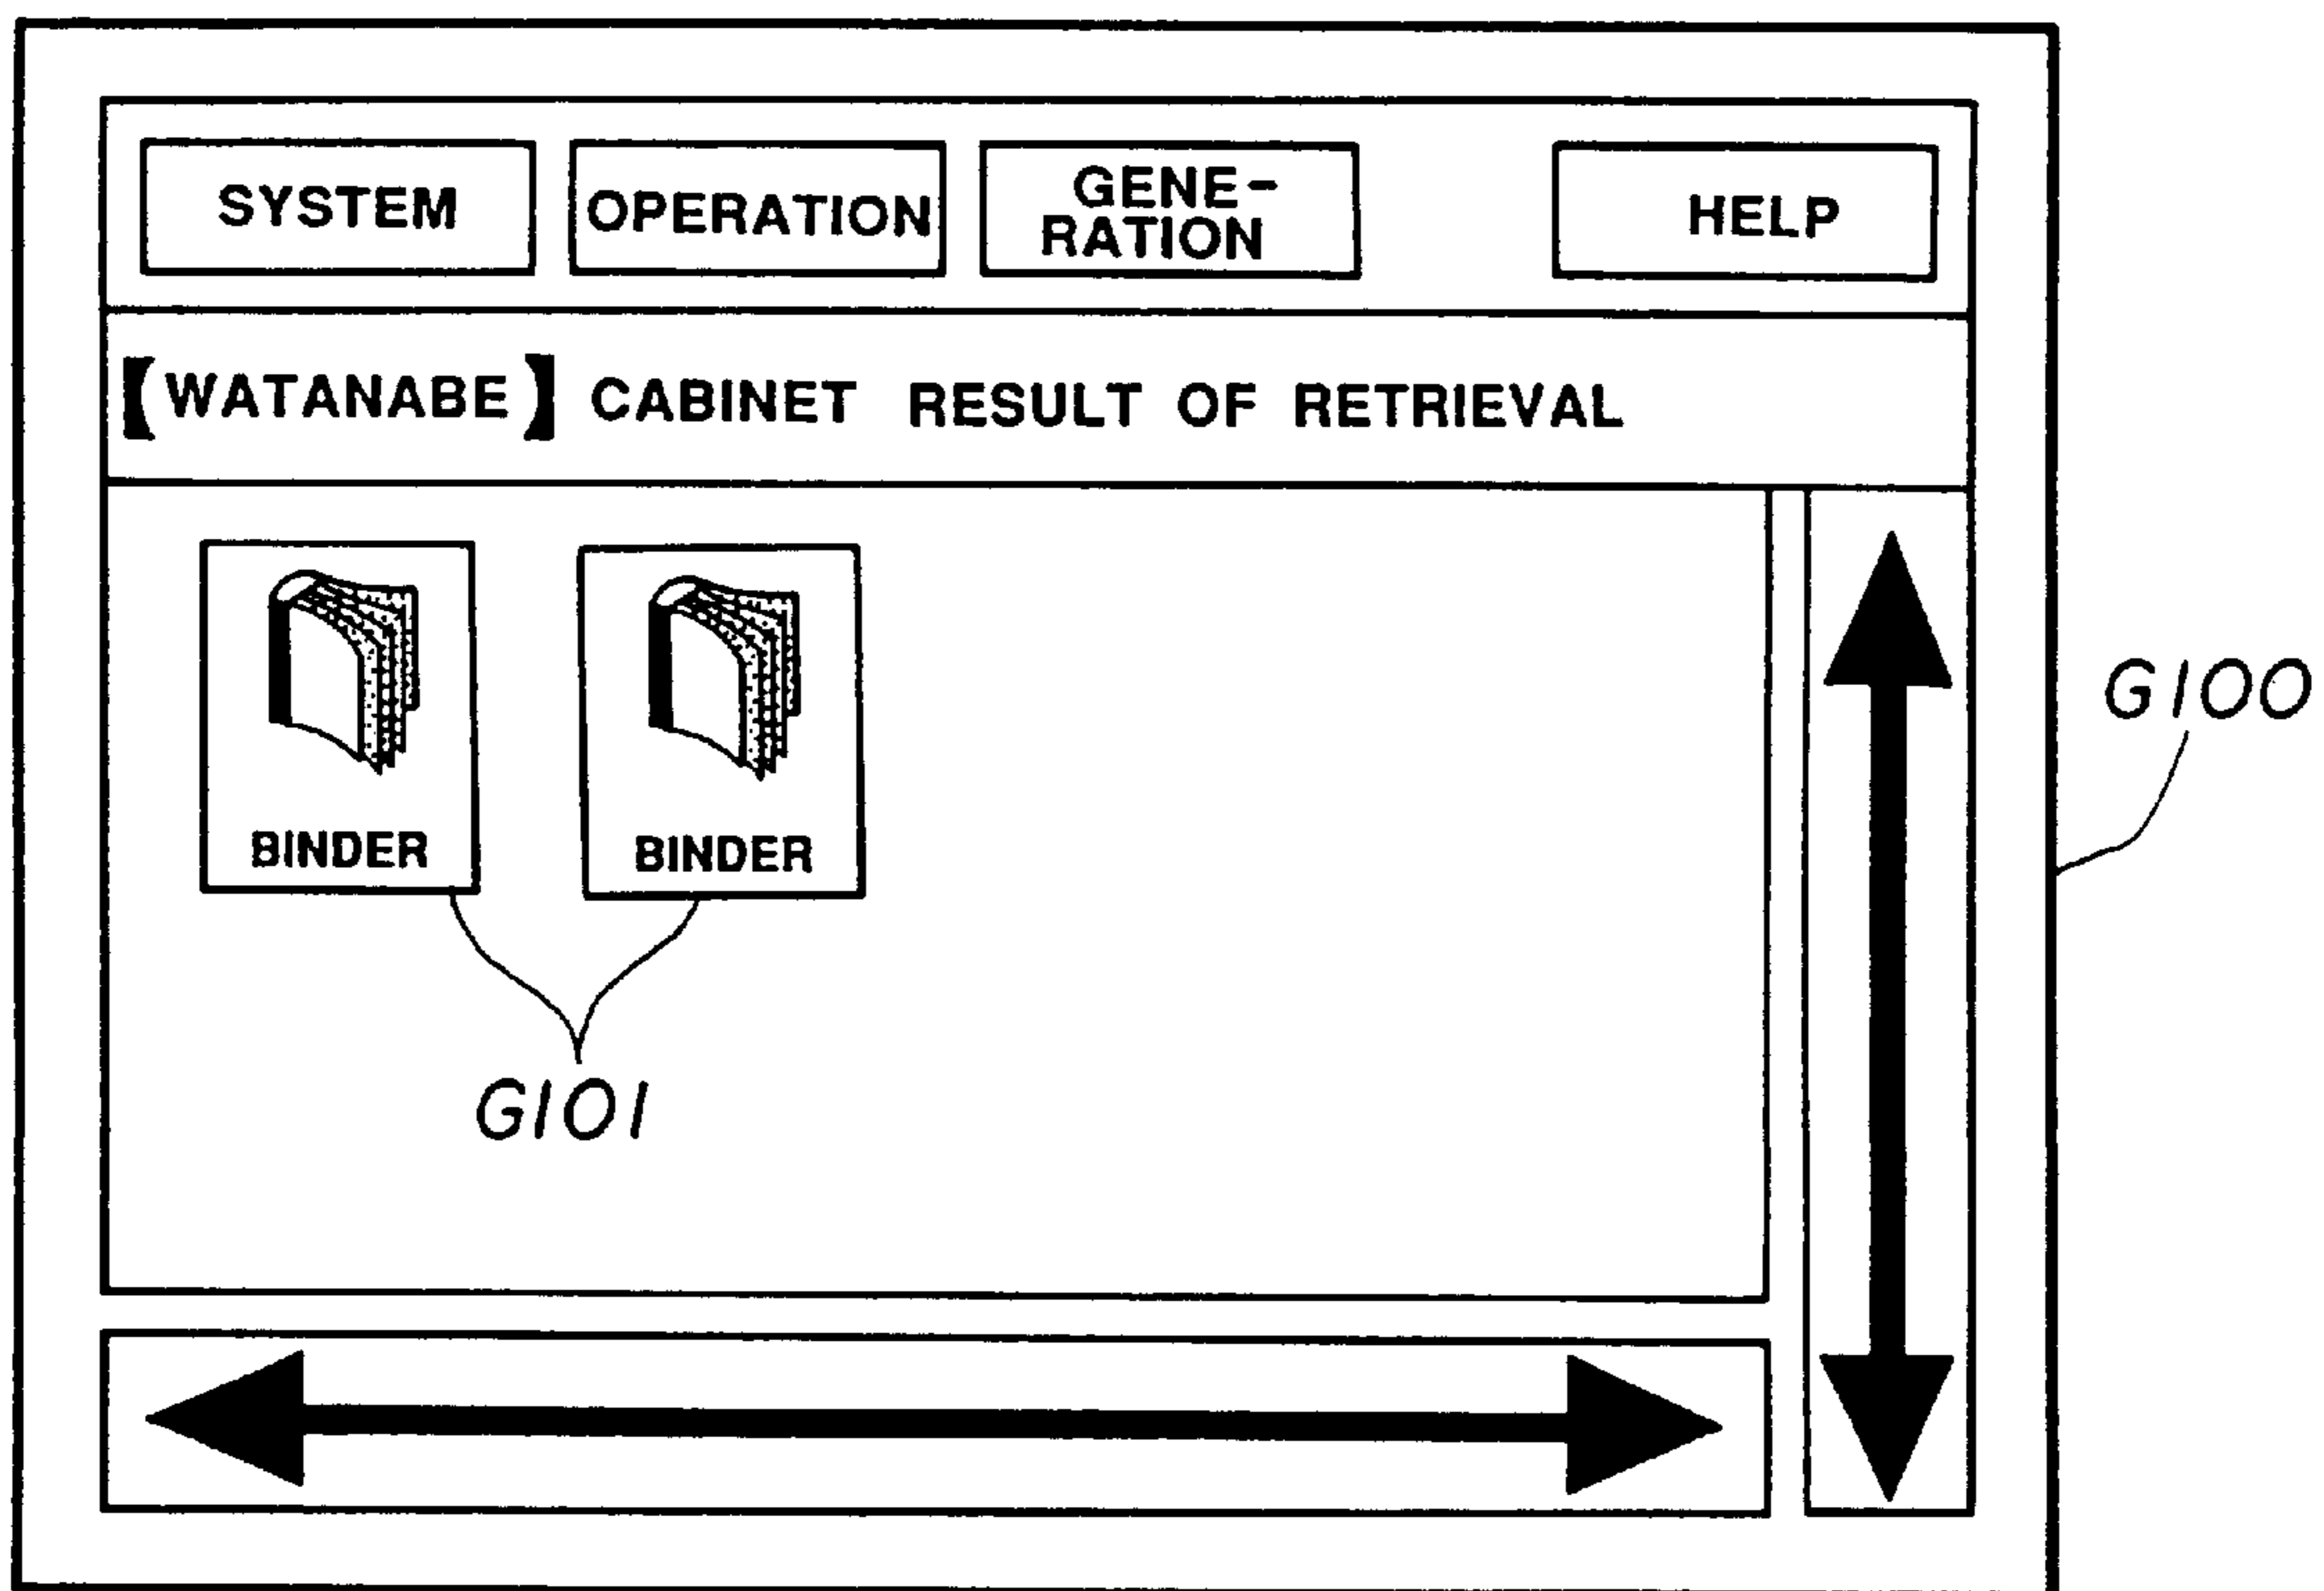 SYSTEM
OPERATION
GENE-
RATION
HELP
【WATANABE】 CABINET RESULT OF RETRIEVAL
BINDER
BINDER
G100
G101